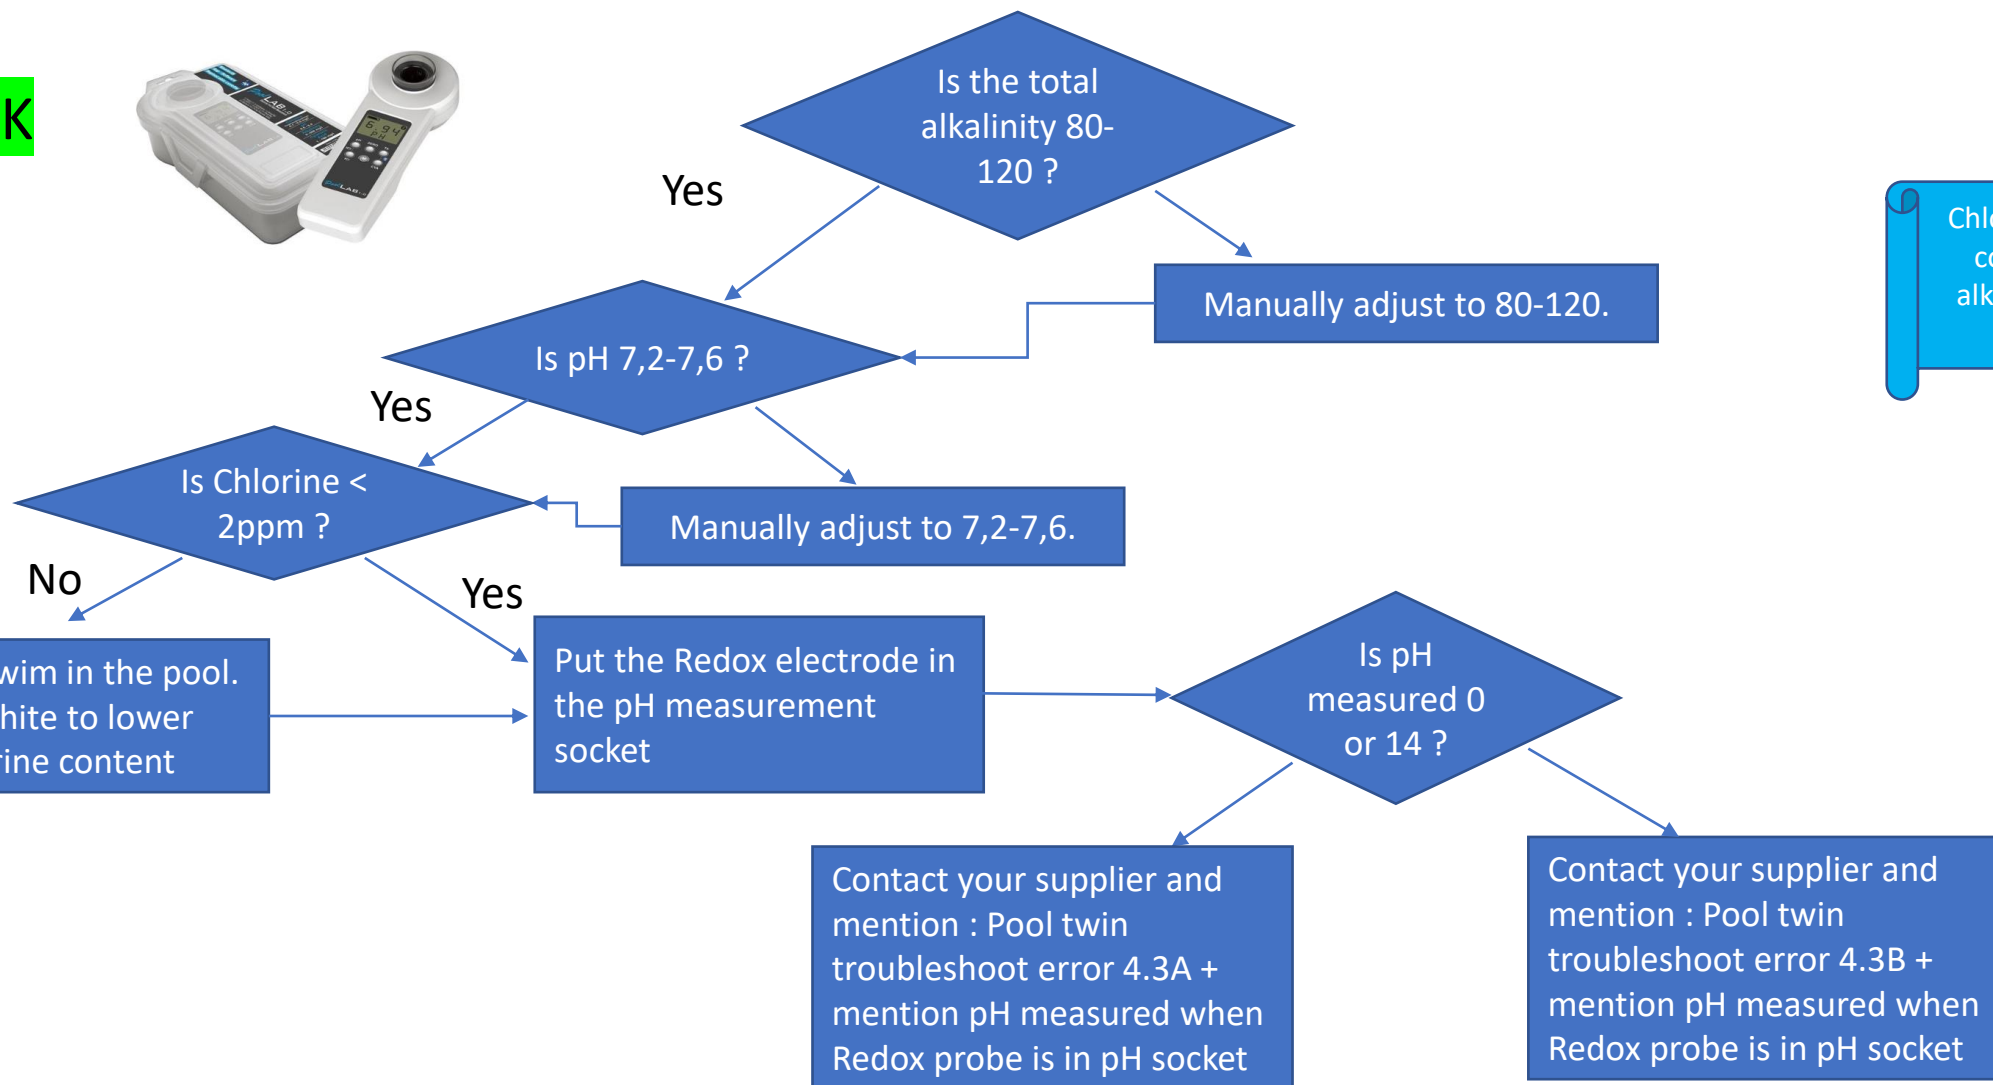 K
Is the total
alkalinity 80-
120 ?
Yes
Manually adjust to 80-120.
Is pH 7,2-7,6 ?
Yes
Is Chlorine <
2ppm ?
Manually adjust to 7,2-7,6.
No
Yes
wim in the pool.
hite to lower
rine content
Put the Redox electrode in
the pH measurement
socket
Is pH
measured 0
or 14 ?
Contact your supplier and
mention : Pool twin
troubleshoot error 4.3A +
mention pH measured when
Redox probe is in pH socket
Contact your supplier and
mention : Pool twin
troubleshoot error 4.3B +
mention pH measured when
Redox probe is in pH socket
Chl
co
alk
LAB